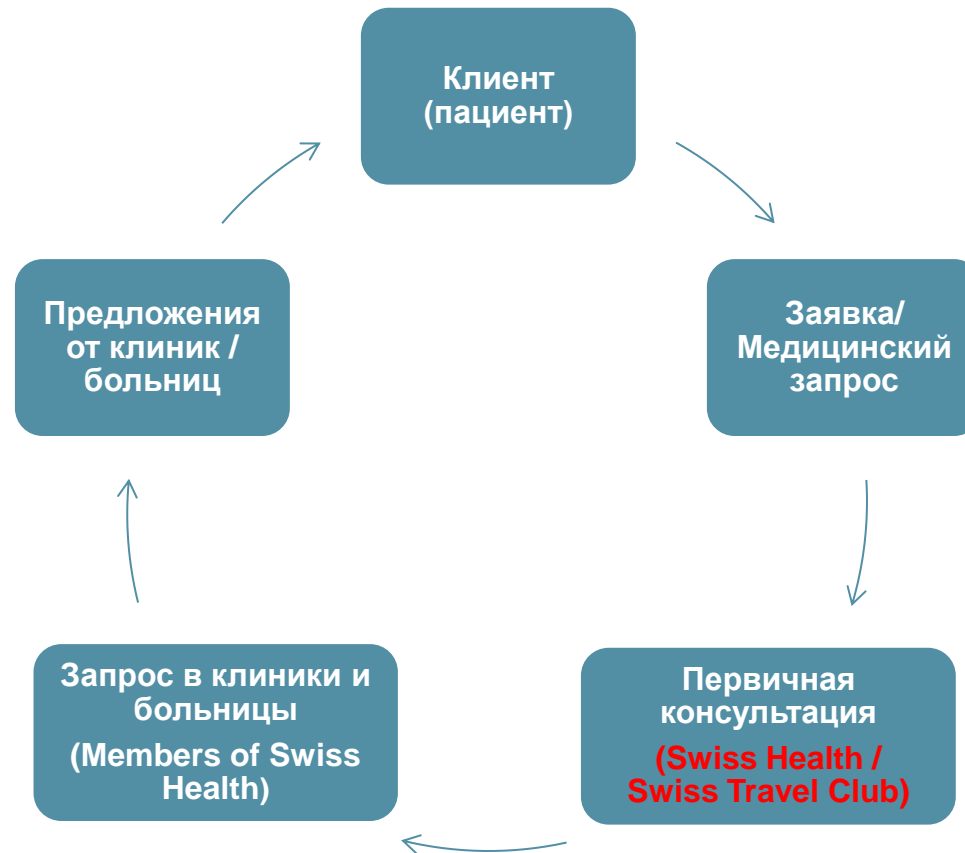 Клиент
(пациент)
Заявка/
Медицинский
запрос
Первичная
консультация
(Swiss Health /
Swiss Travel Club)
Запрос в клиники и
больницы
(Members of Swiss
Health)
Предложения
от клиник /
больниц